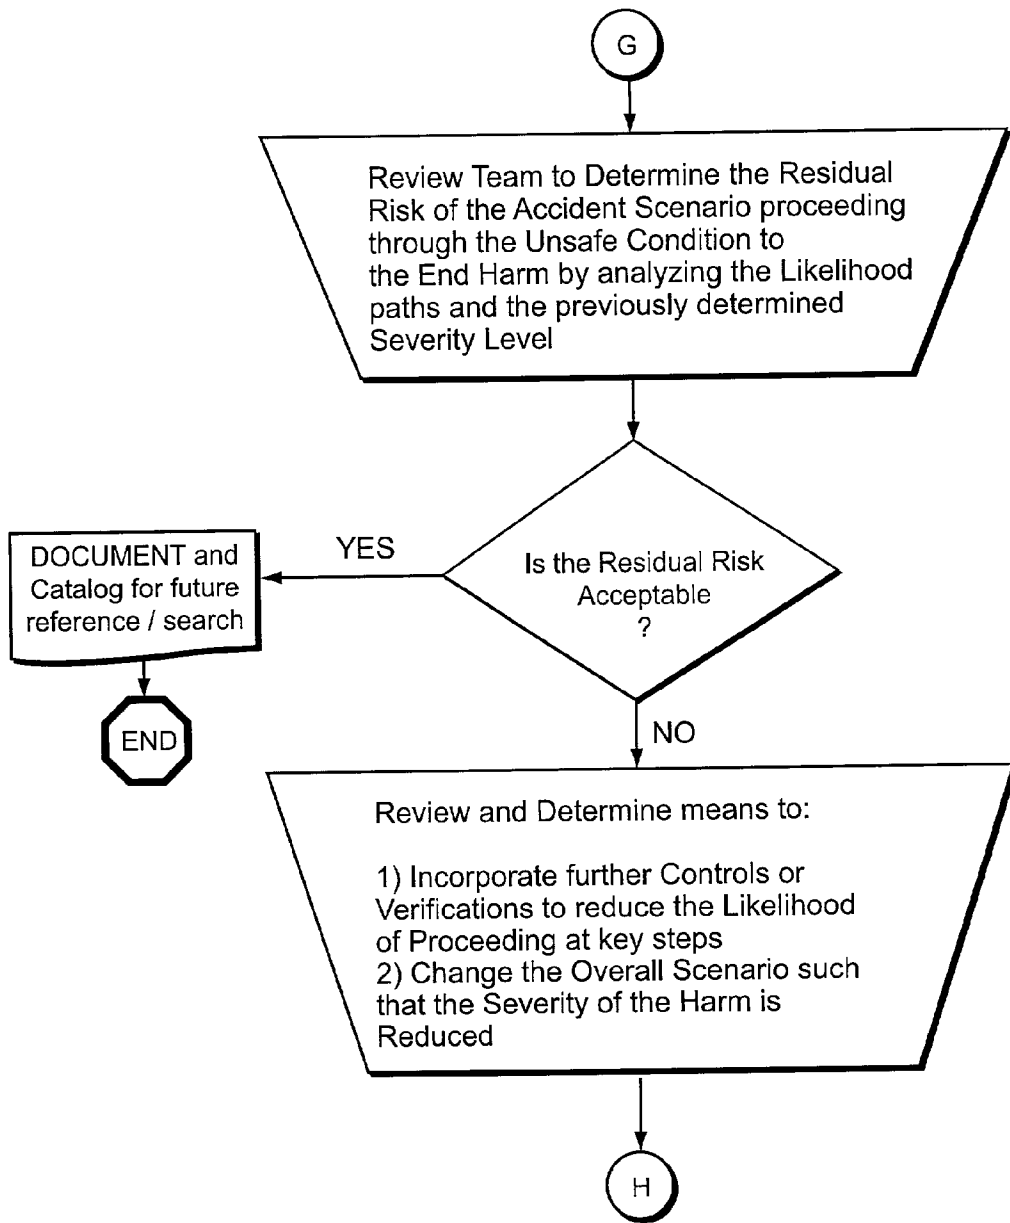 G
Review Team to Determine the Residual
Risk of the Accident Scenario proceeding
through the Unsafe Condition to
the End Harm by analyzing the Likelihood
paths and the previously determined
Severity Level
Is the Residual Risk
Acceptable
?
YES
DOCUMENT and
Catalog for future
reference / search
END
NO
Review and Determine means to:
1) Incorporate further Controls or
Verifications to reduce the Likelihood
of Proceeding at key steps
2) Change the Overall Scenario such
that the Severity of the Harm is
Reduced
H